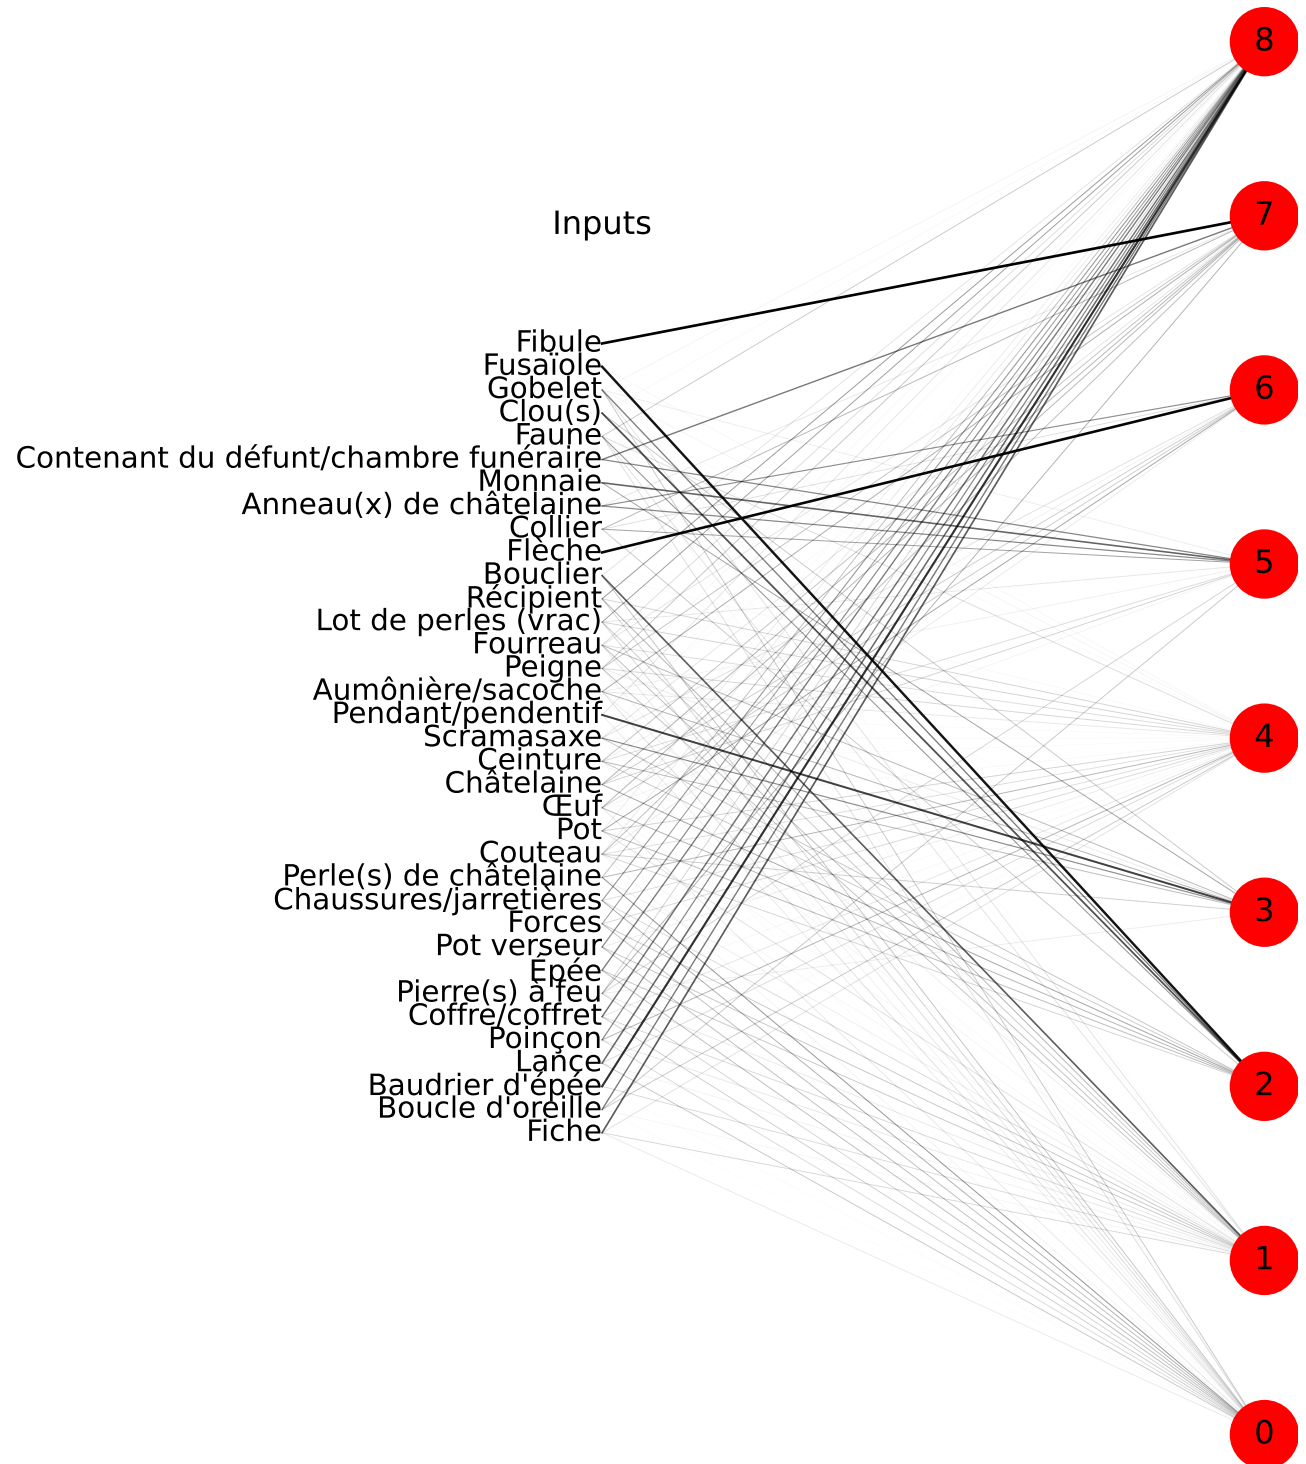 8
7
Inputs
Fibule
Fusaïole
Gobelet
6
Clou(s)
Faune
Contenant du défunt/chambre funéraire
Monnaie
Anneau(x) de châtelaine
Collier
Flèche
5
Bouclier
Récipient
Lot de perles (vrac)
Fourreau
Peigne
Aumônière/sacoche
Pendant/pendentif
4
Scramasaxe
Ceinture
Châtelaine
Œuf
Pot
Couteau
Perle(s) de châtelaine
Chaussures/jarretières
3
Forces
Pot verseur
Épée
Pierre(s) à feu
Coffre/coffret
Poinçon
Lance
2
Baudrier d'épée
Boucle d'oreille
Fiche
1
0